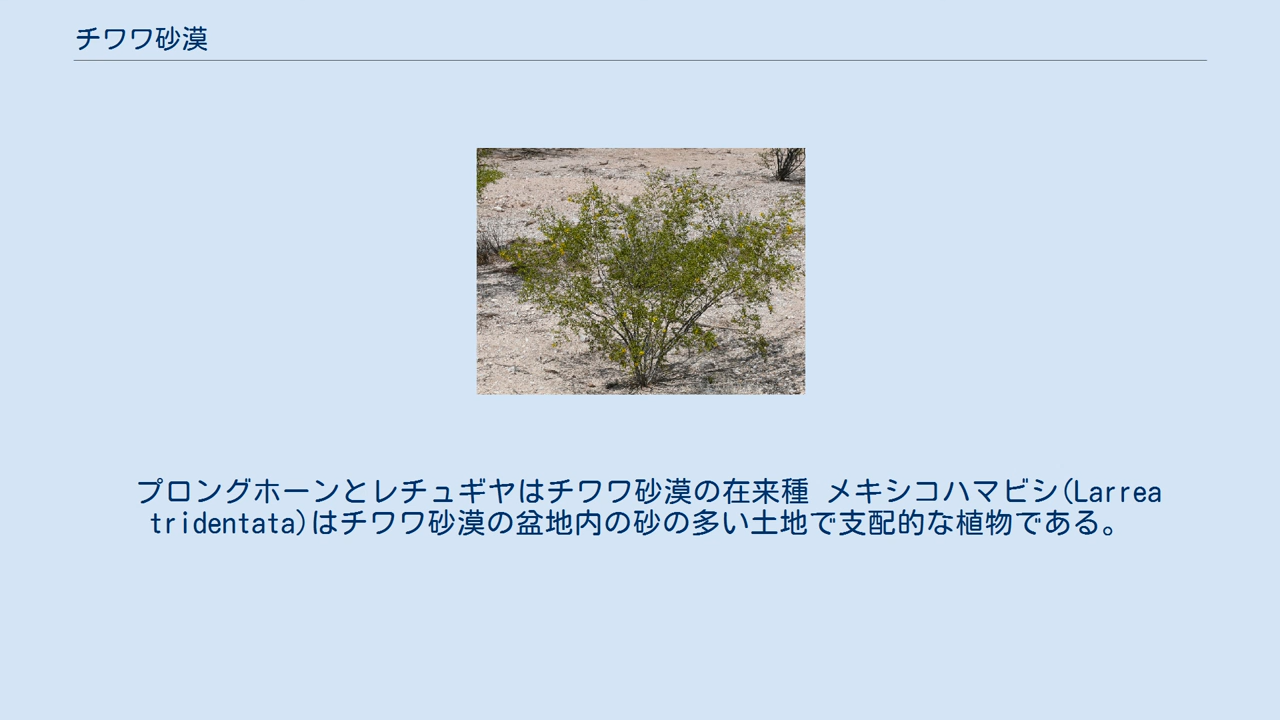 チワワ砂漠
プロングホーンとレチュギヤはチワワ砂漠の在来種 メキシコハマビシ(Larrea
tridentata)はチワワ砂漠の盆地内の砂の多い土地で支配的な植物である。